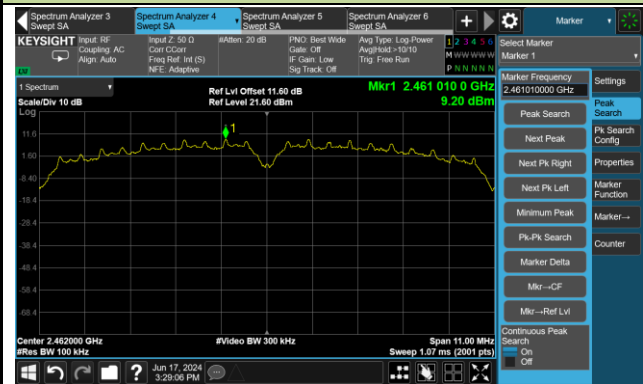 Spectrum Analyzer 3
Swept SA
Spectrum Analyzer 4
Swept SA
Spectrum Analyzer 5
Swept SA
Spectrum Analyzer 6
Swept SA
Marker
KEYSIGHT
Input: RF
Coupling: AC
Align: Auto
Input Z: 50 Ω
Corr CCorr
Freq Ref: Int (S)
NFE: Adaptive
#Atten: 20 dB
PNO: Best Wide
Gate: Off
IF Gain: Low
Sig Track: Off
Avg Type: Log-Power
Avg|Hold:>10/10
Trig: Free Run
1 2 3 4 5 6
M W W W W W
P N N N N N
Select Marker
Marker 1
LXI
1 Spectrum
Scale/Div 10 dB
Log
Ref Lvl Offset 11.60 dB
Ref Level 21.60 dBm
Mkr1 2.461 010 0 GHz
9.20 dBm
1
11.6
1.60
-8.40
-18.4
-28.4
-38.4
-48.4
-58.4
-68.4
Center 2.462000 GHz
#Res BW 100 kHz
#Video BW 300 kHz
Span 11.00 MHz
Sweep 1.07 ms (2001 pts)
Marker Frequency
2.461010000 GHz
Peak Search
Next Peak
Next Pk Right
Next Pk Left
Minimum Peak
Pk-Pk Search
Marker Delta
Mkr→CF
Mkr→Ref Lvl
Continuous Peak
Search
On
Off
Settings
Peak
Search
Pk Search
Config
Properties
Marker
Function
Marker→
Counter
Jun 17, 2024
3:29:06 PM